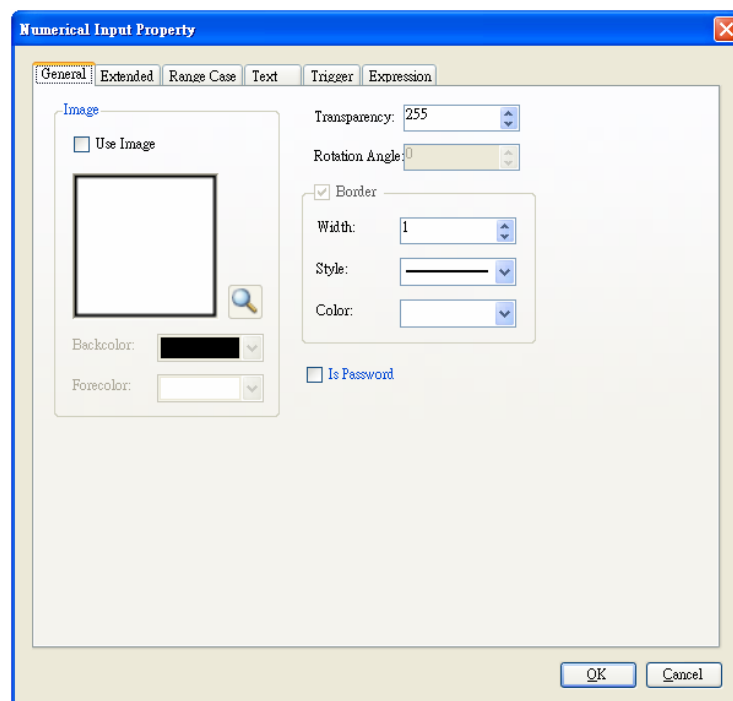 Numerical Input Property
General Extended Range Case Text Trigger Expression
Image
Use Image
Backcolor:
Forecolor:
Transparency: 255
Rotation Angle: 0
Border
Width: 1
Style:
Color:
Is Password
OK Cancel